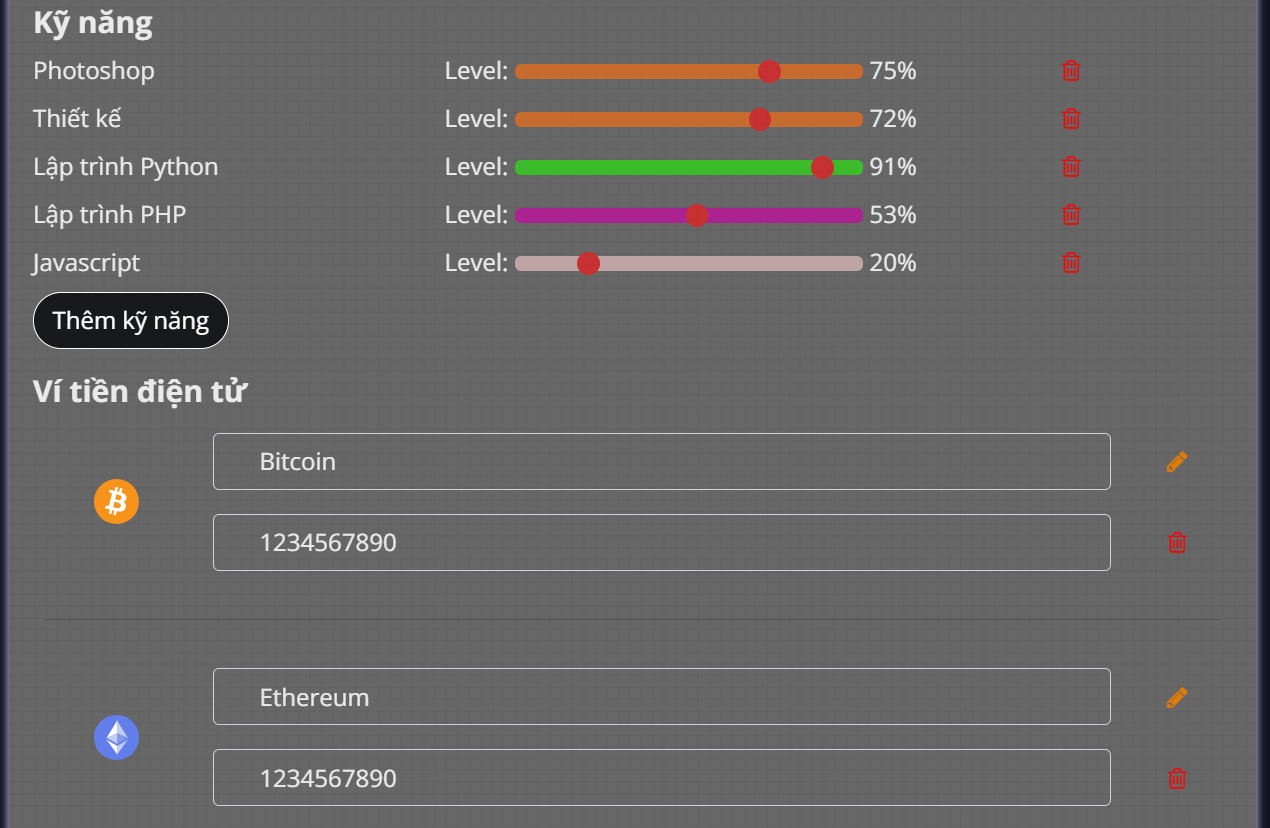 Kỹ năng
Photoshop Level: 75%
Thiết kế Level: 72%
Lập trình Python Level: 91%
Lập trình PHP Level: 53%
Javascript Level: 20%
Thêm kỹ năng
Ví tiền điện tử
Bitcoin
1234567890
Ethereum
1234567890